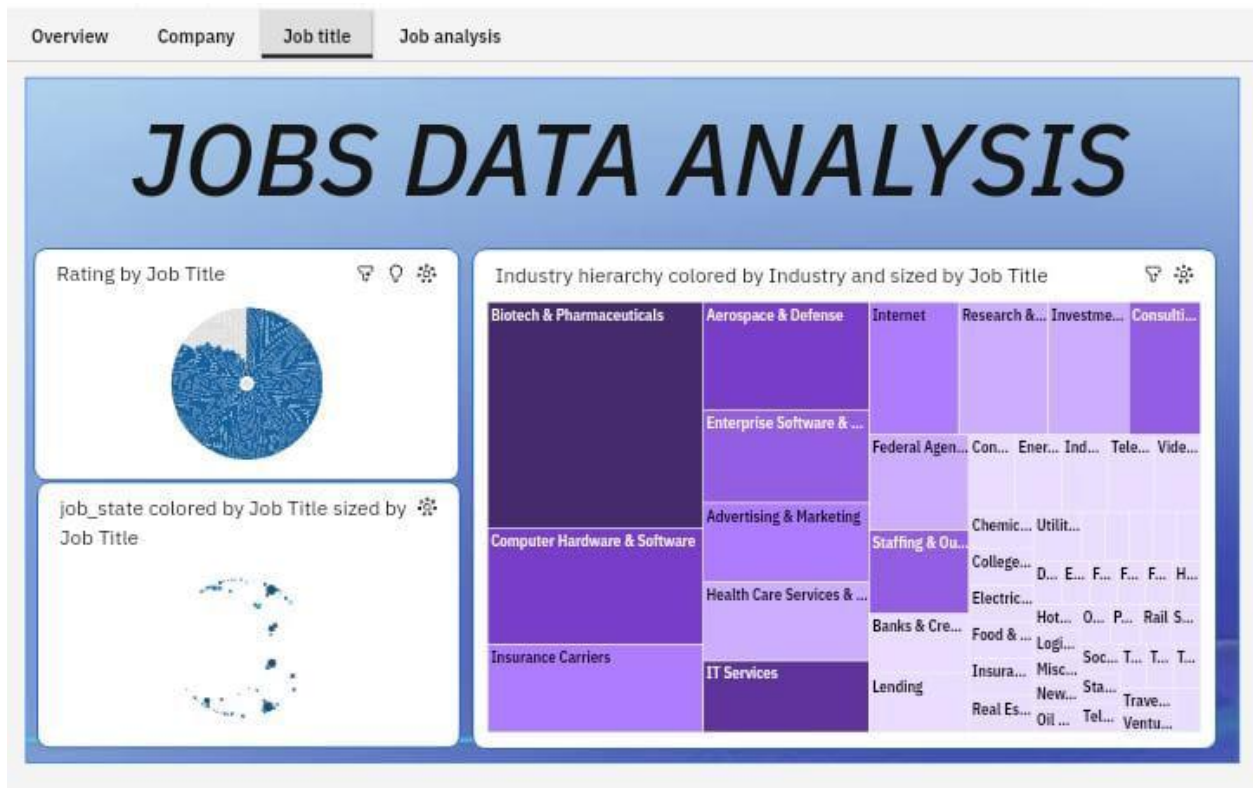 Overview
Company
Job title
Job analysis
JOBS DATA ANALYSIS
Rating by Job Title
job_state colored by Job Title sized by
Job Title
Industry hierarchy colored by Industry and sized by Job Title
Biotech & Pharmaceuticals
Computer Hardware & Software
Insurance Carriers
Aerospace & Defense
Enterprise Software & ...
Advertising & Marketing
Health Care Services & ...
IT Services
Internet
Research &...
Investme...
Consulti...
Federal Agen...
Staffing & Ou...
Banks & Cre...
Lending
Con...
Ener...
Ind...
Tele...
Vide...
Chemic...
College...
Electric...
Food & ...
Insura...
Real Es...
Utilit...
D...
E...
F...
F...
F...
H...
Hot...
O...
P...
Rail
S...
Logi...
Misc...
New...
Oil ...
Soc...
T...
T...
T...
Sta...
Tel...
Trave...
Ventu...